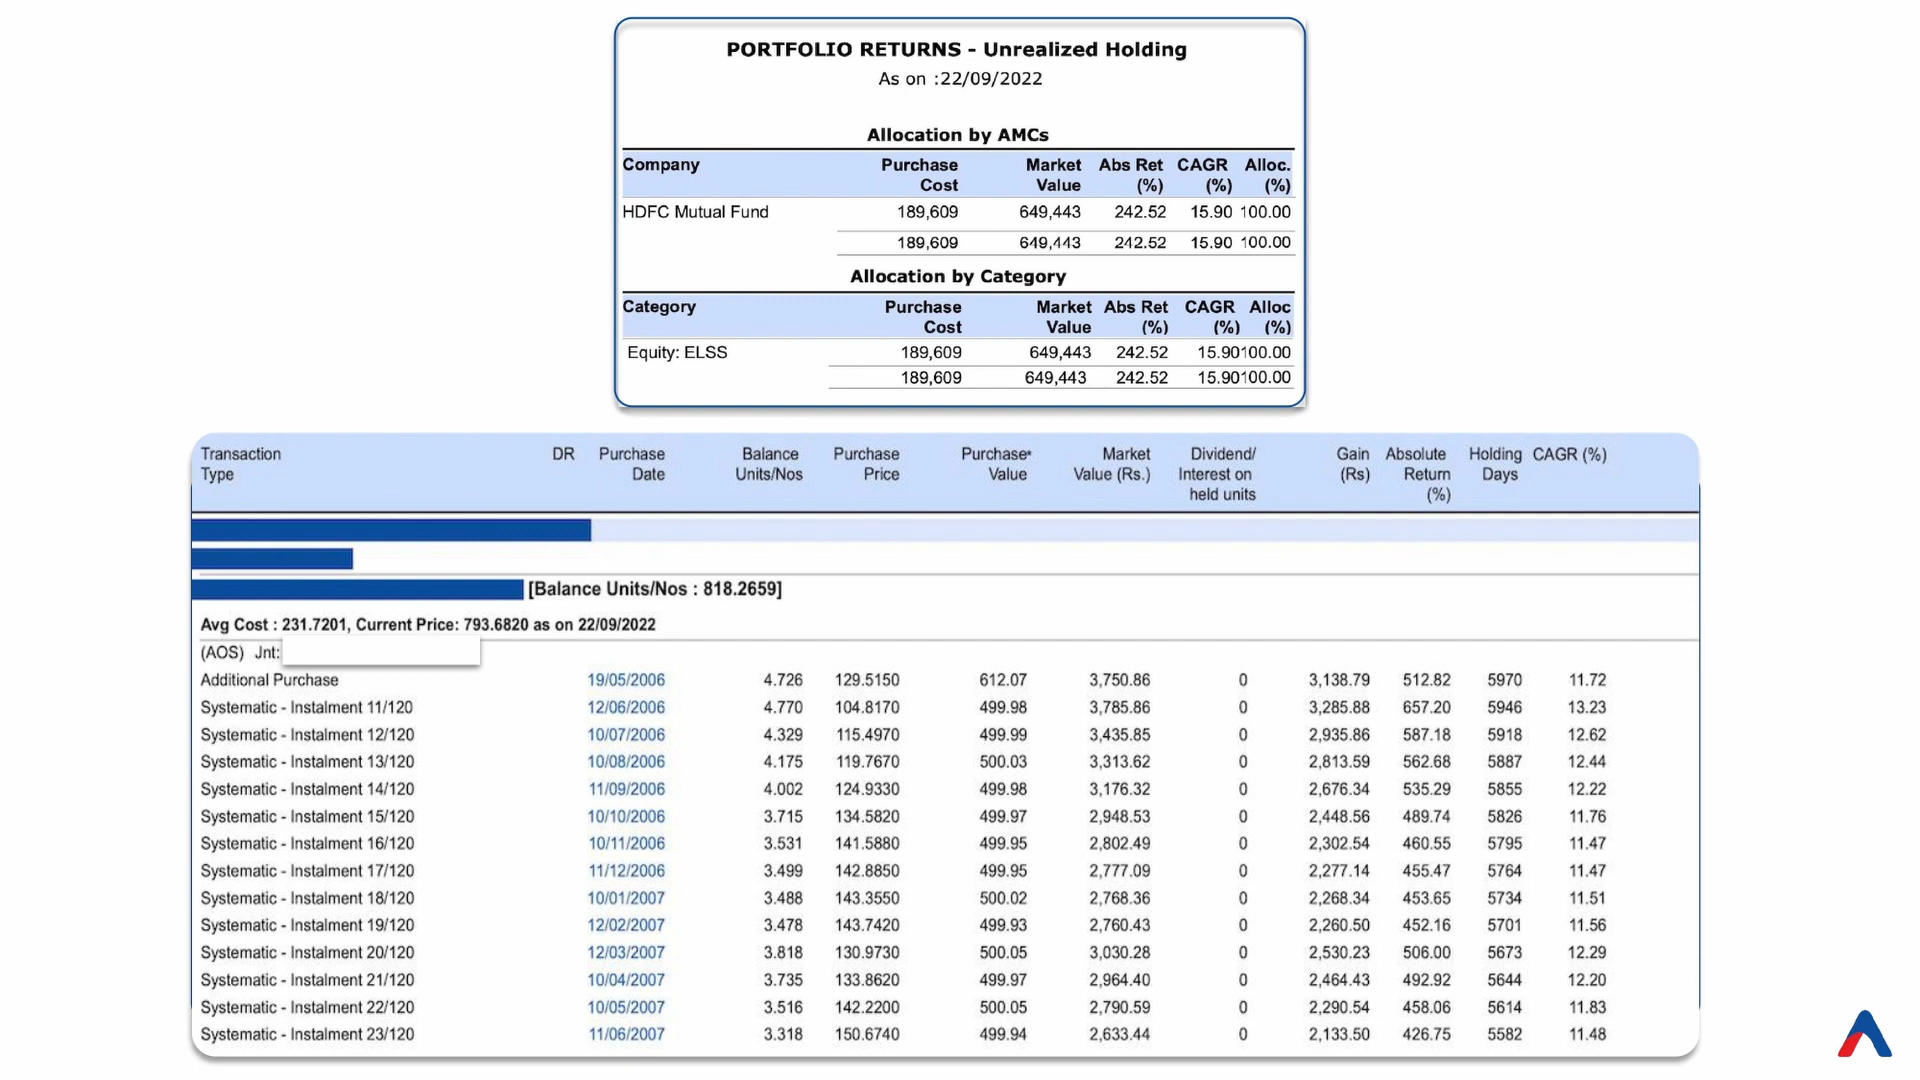 PORTFOLIO RETURNS - Unrealized Holding
As on :22/09/2022
Allocation by AMCs
Company Purchase Cost Market Value Abs Ret (%) CAGR (%) Alloc. (%)
HDFC Mutual Fund 189,609 649,443 242.52 15.90 100.00
189,609 649,443 242.52 15.90 100.00
Allocation by Category
Category Purchase Cost Market Value Abs Ret (%) CAGR (%) Alloc (%)
Equity: ELSS 189,609 649,443 242.52 15.90100.00
189,609 649,443 242.52 15.90100.00
Transaction Type DR Purchase Date Balance Units/Nos Purchase Price Purchase* Value Market Value (Rs.) Dividend/ Interest on held units Gain (Rs) Absolute Return (%) Holding Days CAGR (%)
[Balance Units/Nos : 818.2659]
Avg Cost : 231.7201, Current Price: 793.6820 as on 22/09/2022
(AOS) Jnt:
Additional Purchase 19/05/2006 4.726 129.5150 612.07 3,750.86 0 3,138.79 512.82 5970 11.72
Systematic - Instalment 11/120 12/06/2006 4.770 104.8170 499.98 3,785.86 0 3,285.88 657.20 5946 13.23
Systematic - Instalment 12/120 10/07/2006 4.329 115.4970 499.99 3,435.85 0 2,935.86 587.18 5918 12.62
Systematic - Instalment 13/120 10/08/2006 4.175 119.7670 500.03 3,313.62 0 2,813.59 562.68 5887 12.44
Systematic - Instalment 14/120 11/09/2006 4.002 124.9330 499.98 3,176.32 0 2,676.34 535.29 5855 12.22
Systematic - Instalment 15/120 10/10/2006 3.715 134.5820 499.97 2,948.53 0 2,448.56 489.74 5826 11.76
Systematic - Instalment 16/120 10/11/2006 3.531 141.5880 499.95 2,802.49 0 2,302.54 460.55 5795 11.47
Systematic - Instalment 17/120 11/12/2006 3.499 142.8850 499.95 2,777.09 0 2,277.14 455.47 5764 11.47
Systematic - Instalment 18/120 10/01/2007 3.488 143.3550 500.02 2,768.36 0 2,268.34 453.65 5734 11.51
Systematic - Instalment 19/120 12/02/2007 3.478 143.7420 499.93 2,760.43 0 2,260.50 452.16 5701 11.56
Systematic - Instalment 20/120 12/03/2007 3.818 130.9730 500.05 3,030.28 0 2,530.23 506.00 5673 12.29
Systematic - Instalment 21/120 10/04/2007 3.735 133.8620 499.97 2,964.40 0 2,464.43 492.92 5644 12.20
Systematic - Instalment 22/120 10/05/2007 3.516 142.2200 500.05 2,790.59 0 2,290.54 458.06 5614 11.83
Systematic - Instalment 23/120 11/06/2007 3.318 150.6740 499.94 2,633.44 0 2,133.50 426.75 5582 11.48